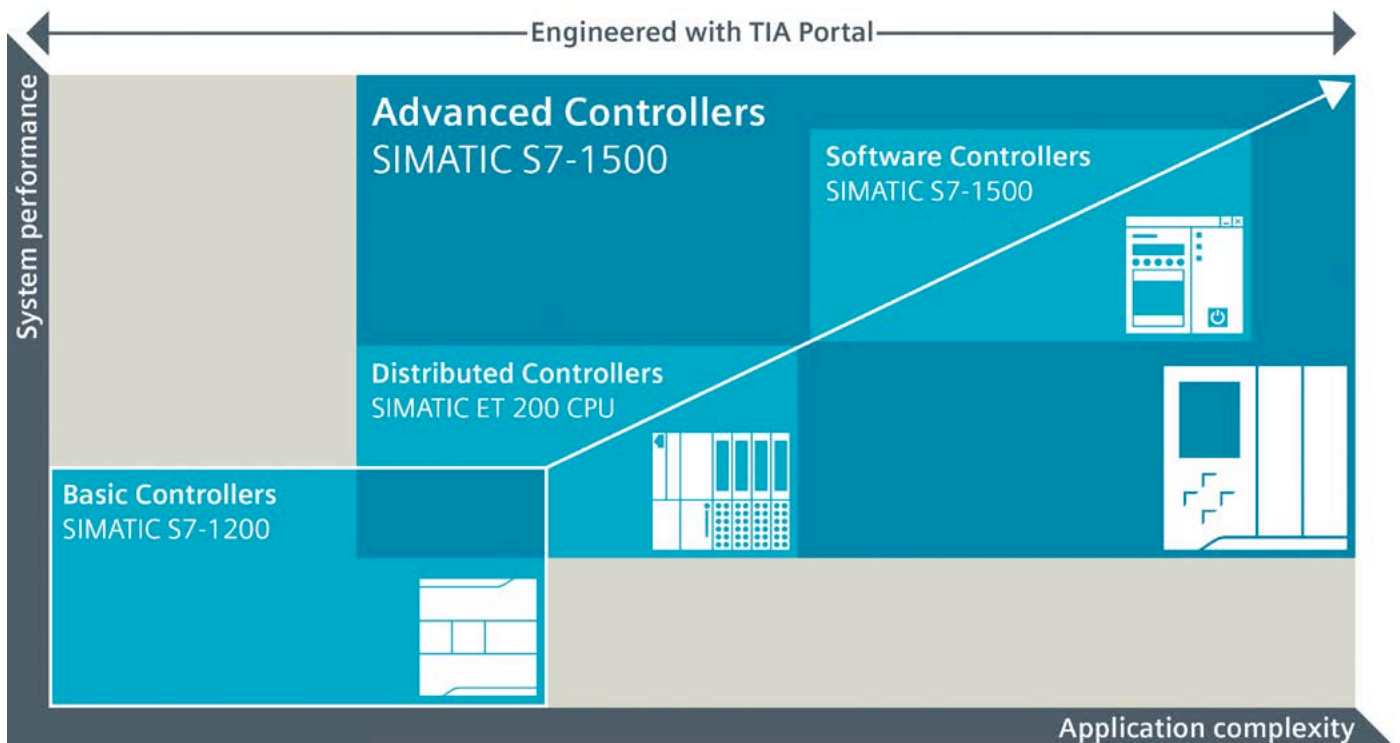 Engineered with TIA Portal
System performance
Advanced Controllers
SIMATIC S7-1500
Software Controllers
SIMATIC S7-1500
Distributed Controllers
SIMATIC ET 200 CPU
Basic Controllers
SIMATIC S7-1200
Application complexity